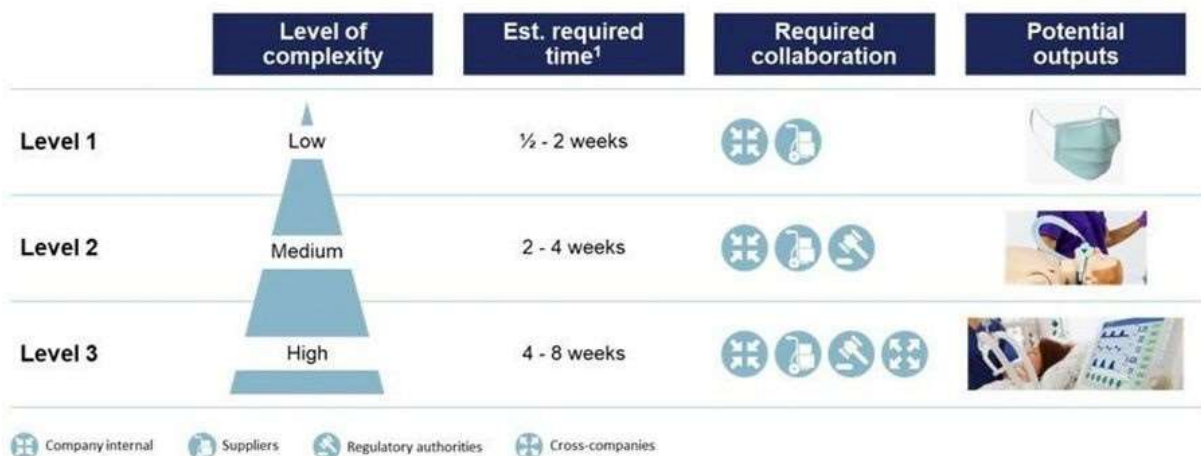 Level of
complexity
Est. required
time¹
Required
collaboration
Potential
outputs
Level 1
Low
½ - 2 weeks
Level 2
Medium
2 - 4 weeks
Level 3
High
4 - 8 weeks
Company internal
Suppliers
Regulatory authorities
Cross-companies